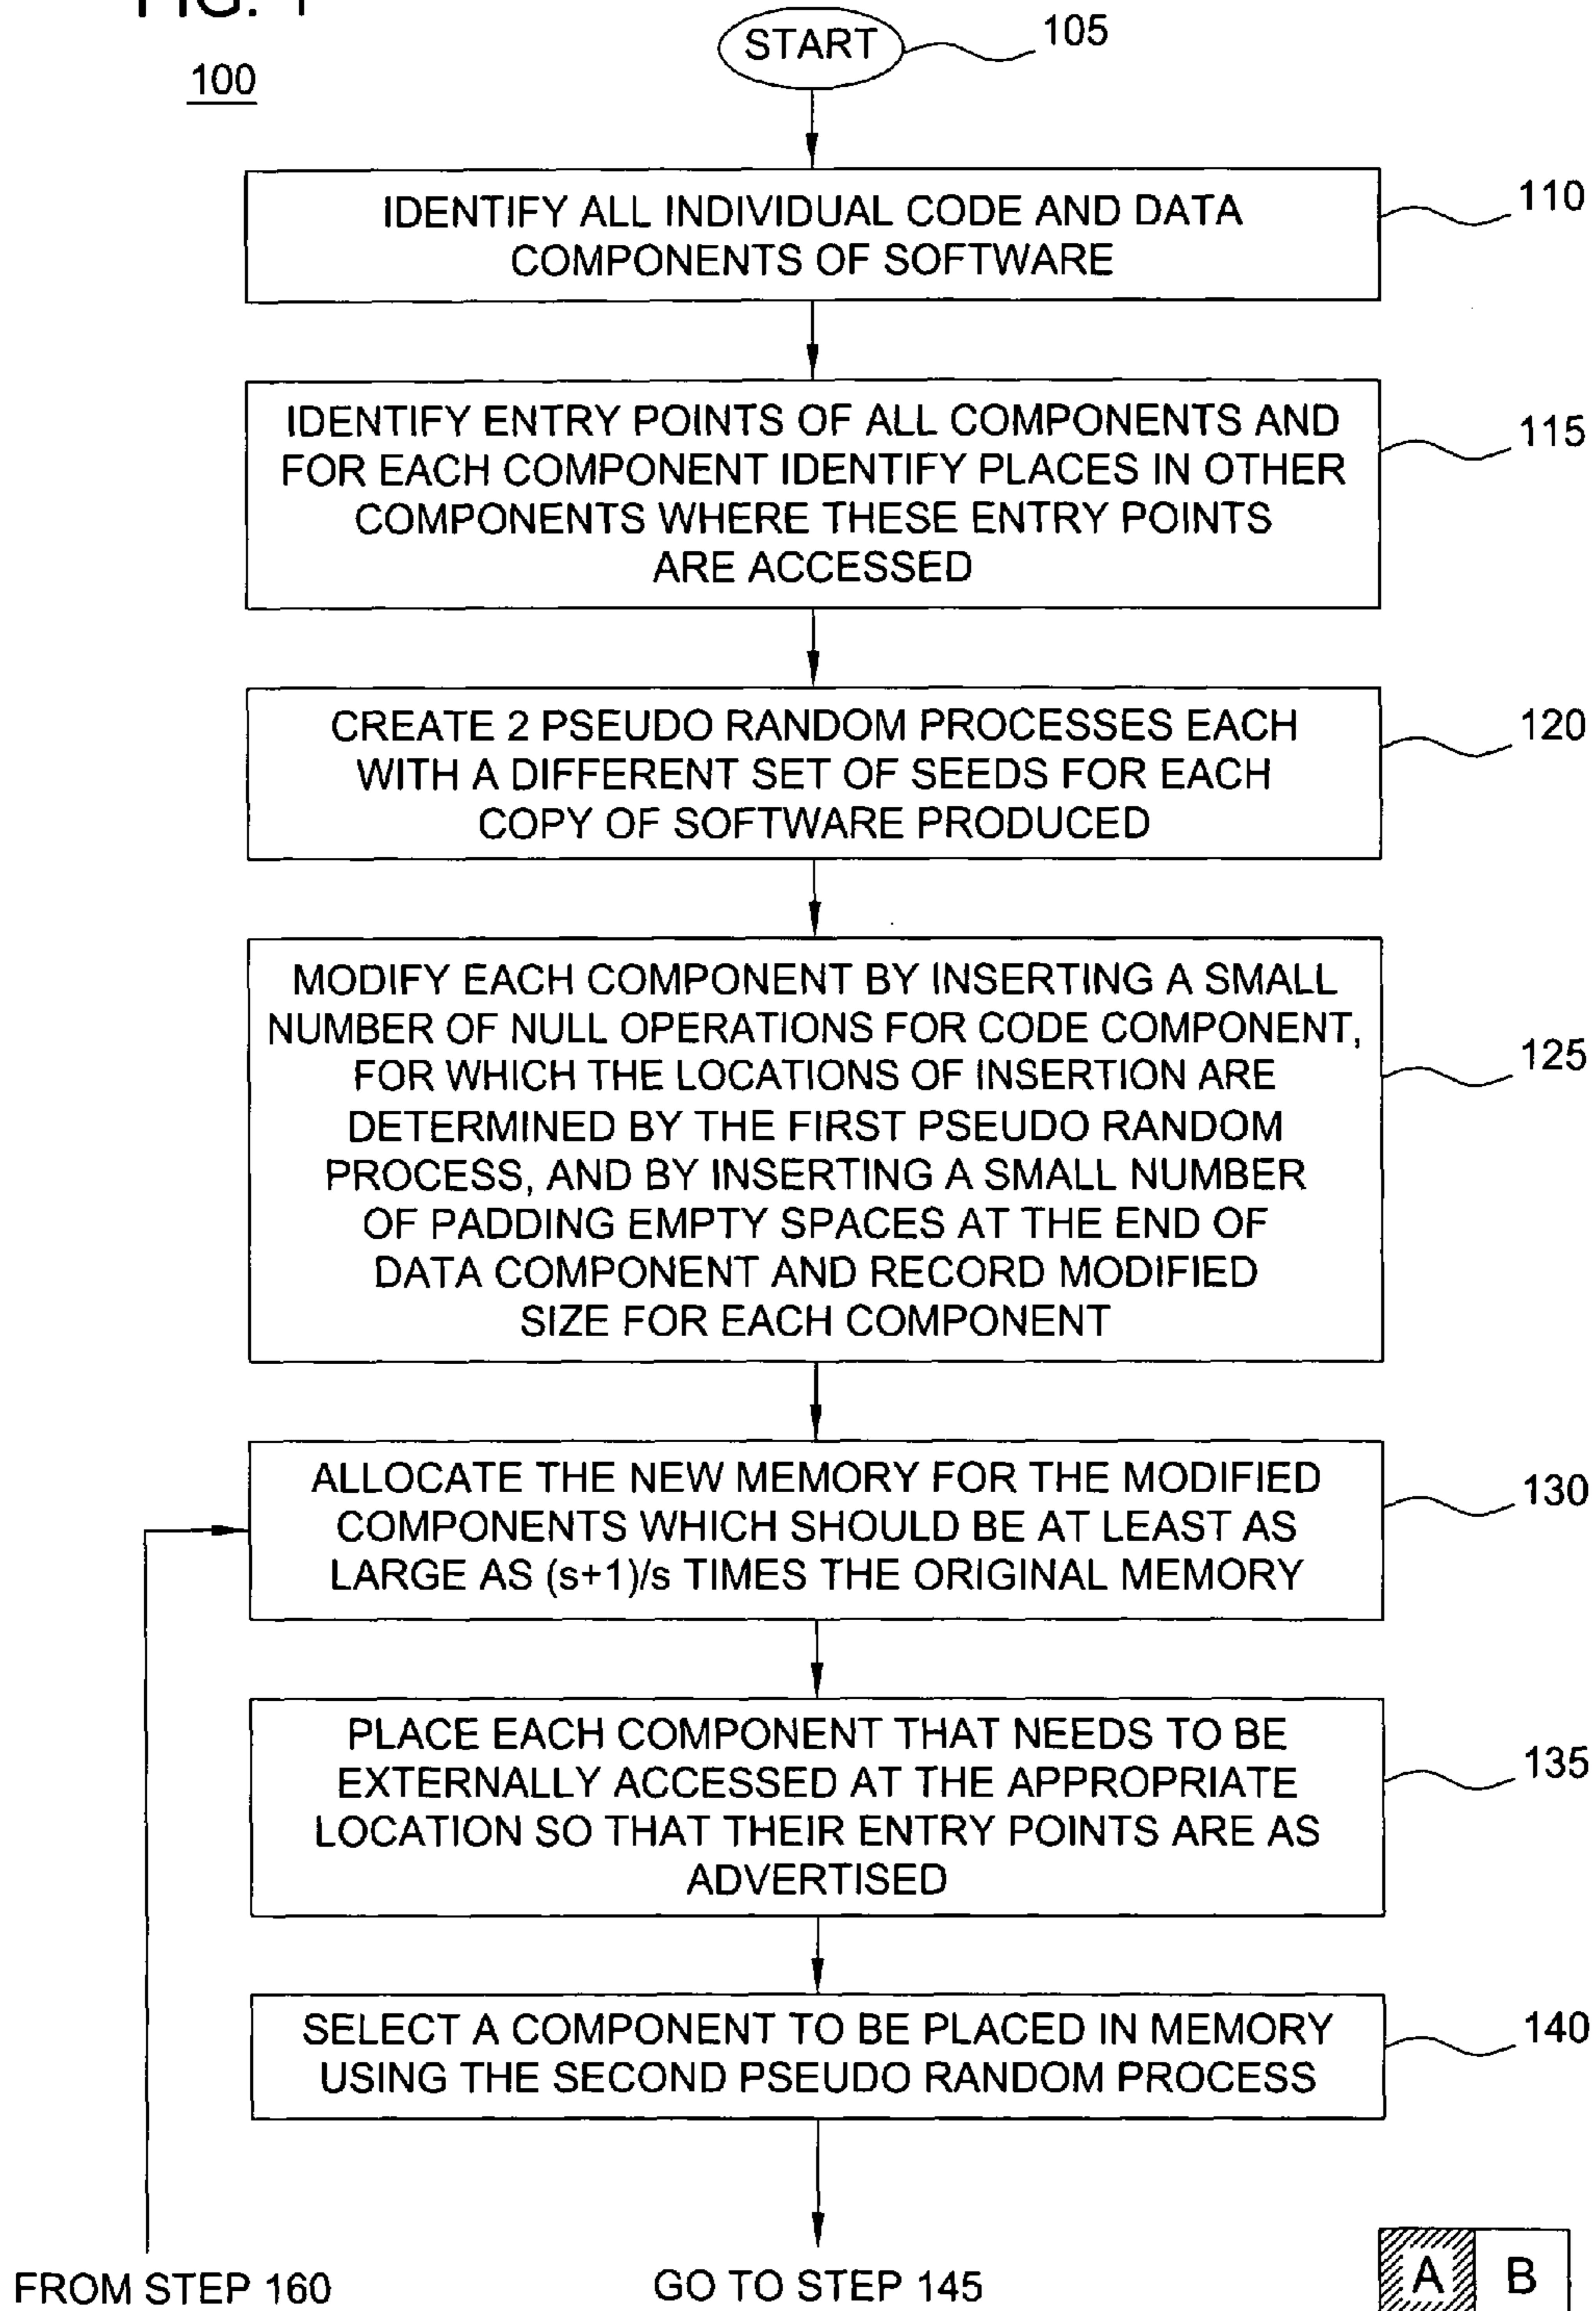 FIG. 1
100
START
105
IDENTIFY ALL INDIVIDUAL CODE AND DATA
COMPONENTS OF SOFTWARE
110
IDENTIFY ENTRY POINTS OF ALL COMPONENTS AND
FOR EACH COMPONENT IDENTIFY PLACES IN OTHER
COMPONENTS WHERE THESE ENTRY POINTS
ARE ACCESSED
115
CREATE 2 PSEUDO RANDOM PROCESSES EACH
WITH A DIFFERENT SET OF SEEDS FOR EACH
COPY OF SOFTWARE PRODUCED
120
MODIFY EACH COMPONENT BY INSERTING A SMALL
NUMBER OF NULL OPERATIONS FOR CODE COMPONENT,
FOR WHICH THE LOCATIONS OF INSERTION ARE
DETERMINED BY THE FIRST PSEUDO RANDOM
PROCESS, AND BY INSERTING A SMALL NUMBER
OF PADDING EMPTY SPACES AT THE END OF
DATA COMPONENT AND RECORD MODIFIED
SIZE FOR EACH COMPONENT
125
ALLOCATE THE NEW MEMORY FOR THE MODIFIED
COMPONENTS WHICH SHOULD BE AT LEAST AS
LARGE AS (s+1)/s TIMES THE ORIGINAL MEMORY
130
PLACE EACH COMPONENT THAT NEEDS TO BE
EXTERNALLY ACCESSED AT THE APPROPRIATE
LOCATION SO THAT THEIR ENTRY POINTS ARE AS
ADVERTISED
135
SELECT A COMPONENT TO BE PLACED IN MEMORY
USING THE SECOND PSEUDO RANDOM PROCESS
140
FROM STEP 160
GO TO STEP 145
A B